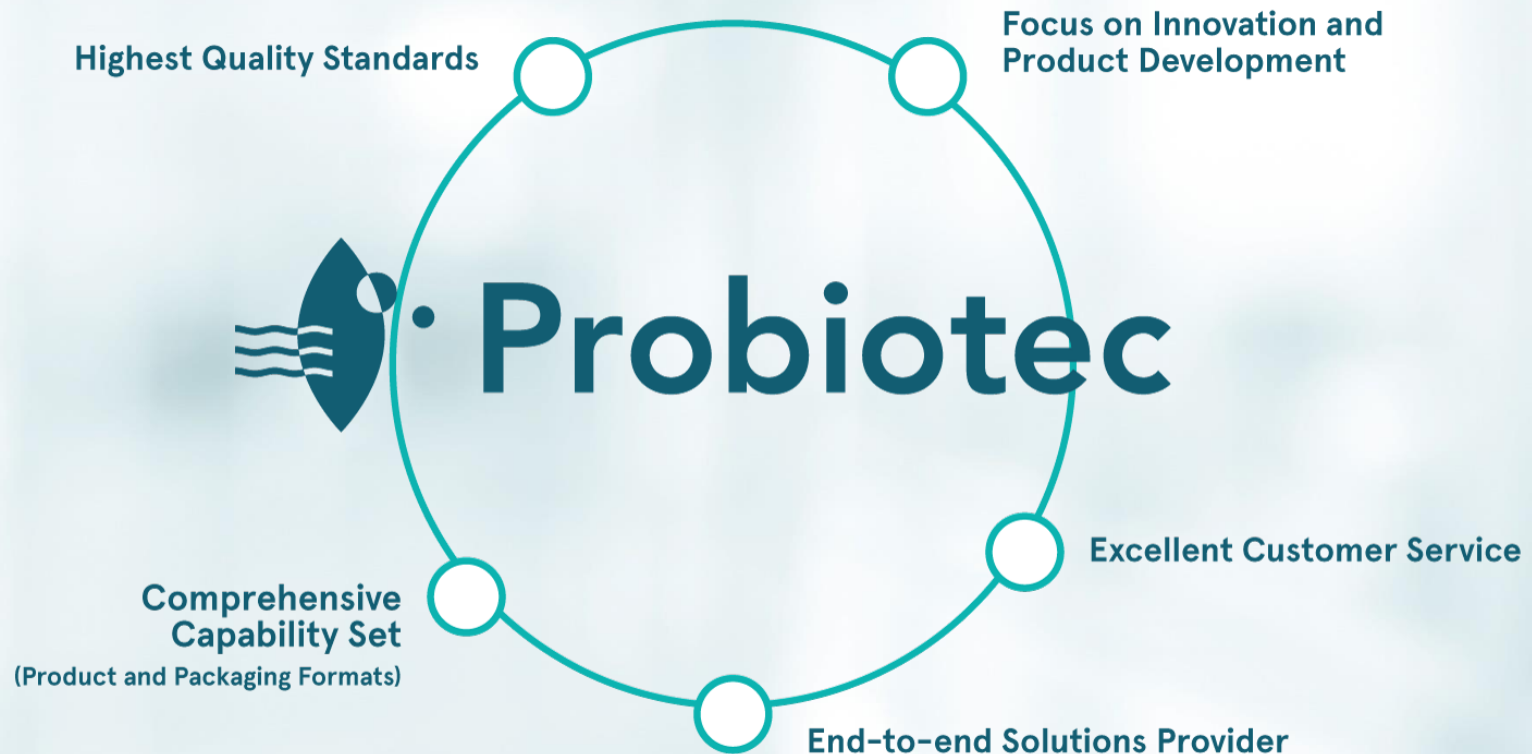 Highest Quality Standards
Focus on Innovation and
Product Development
Probiotec
Excellent Customer Service
Comprehensive
Capability Set
(Product and Packaging Formats)
End-to-end Solutions Provider